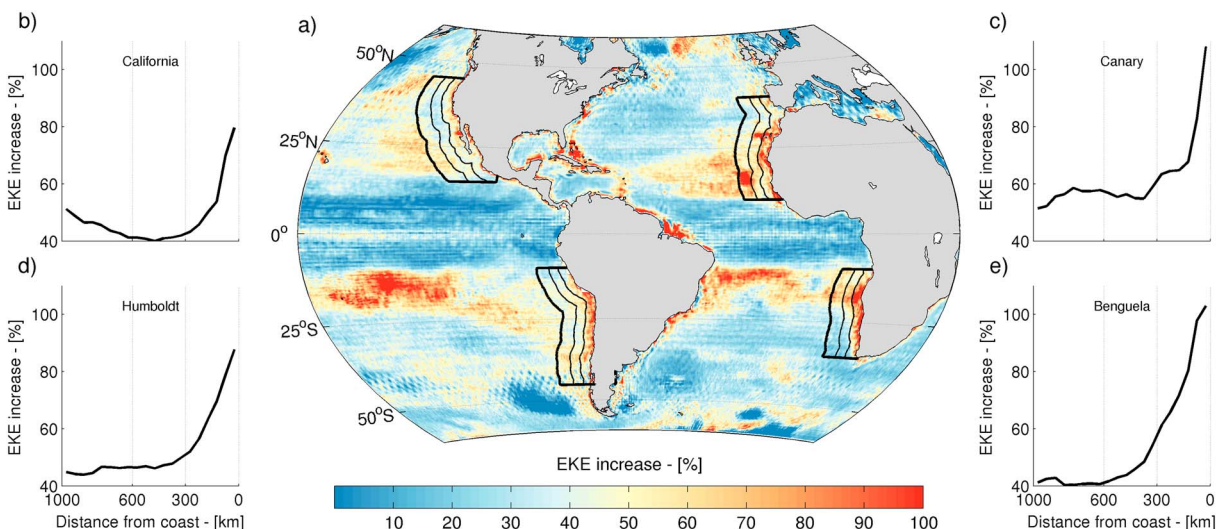 b)
California
EKE increase - [%]
100
80
60
40
d)
Humboldt
EKE increase - [%]
100
80
60
40
1000 600 300 0
Distance from coast - [km]
a)
50°N
25°N
0°
25°S
50°S
EKE increase - [%]
10 20 30 40 50 60 70 80 90 100
c)
Canary
EKE increase - [%]
100
80
60
40
e)
Benguela
EKE increase - [%]
100
80
60
40
1000 600 300 0
Distance from coast - [km]